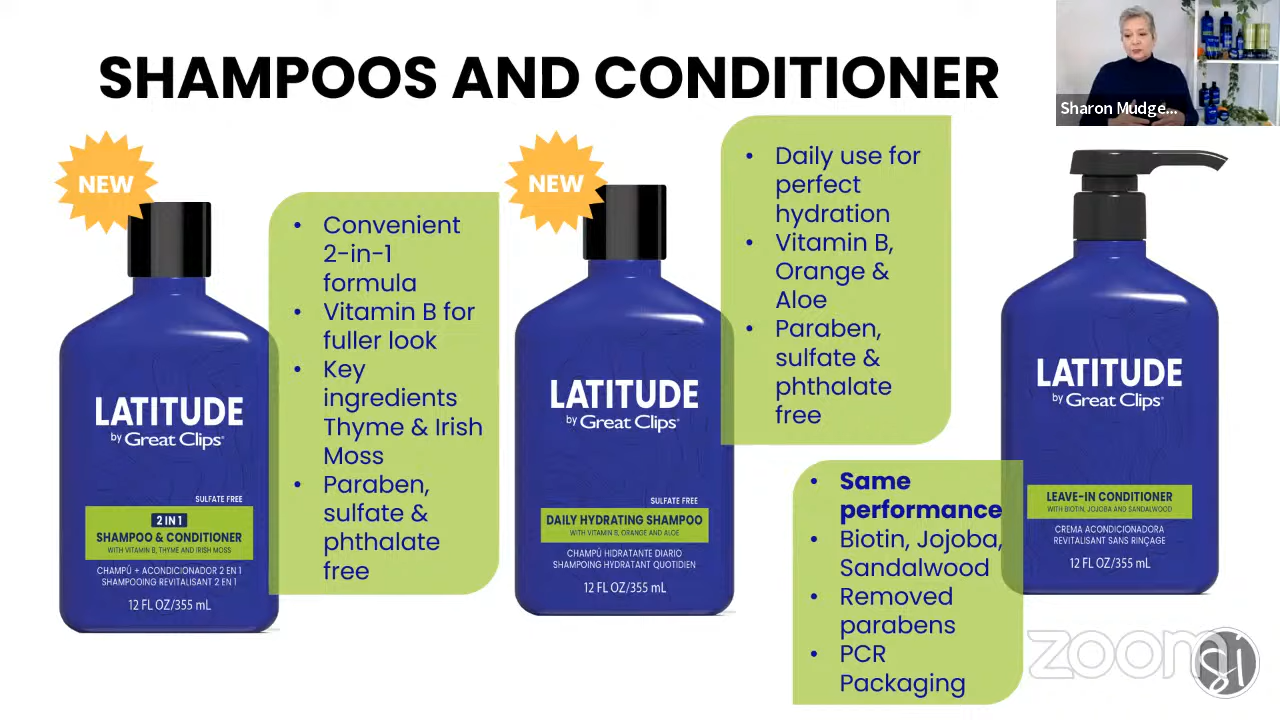 SHAMPOOS AND CONDITIONER
Sharon Mudge...
NEW
• Convenient
2-in-1
formula
• Vitamin B for
fuller look
• Key
ingredients
Thyme & Irish
Moss
• Paraben,
sulfate &
phthalate
free
LATITUDE
by Great Clips®
SULFATE FREE
2 IN 1
SHAMPOO & CONDITIONER
WITH VITAMIN B, THYME AND IRISH MOSS
CHAMPÚ + ACONDICIONADOR 2 EN 1
SHAMPOOING REVITALISANT 2 EN 1
12 FL OZ/355 mL
NEW
• Daily use for
perfect
hydration
• Vitamin B,
Orange &
Aloe
• Paraben,
sulfate &
phthalate
free
LATITUDE
by Great Clips®
SULFATE FREE
DAILY HYDRATING SHAMPOO
WITH VITAMIN B, ORANGE AND ALOE
CHAMPÚ HIDRATANTE DIARIO
SHAMPOING HYDRATANT QUOTIDIEN
12 FL OZ/355 mL
• Same
performance
• Biotin, Jojoba,
Sandalwood
• Removed
parabens
• PCR
Packaging
LATITUDE
by Great Clips®
LEAVE-IN CONDITIONER
WITH BIOTIN, JOJOBA AND SANDALWOOD
CREMA ACONDICIONADORA
REVITALISANT SANS RINÇAGE
12 FL OZ/355 mL
zoom